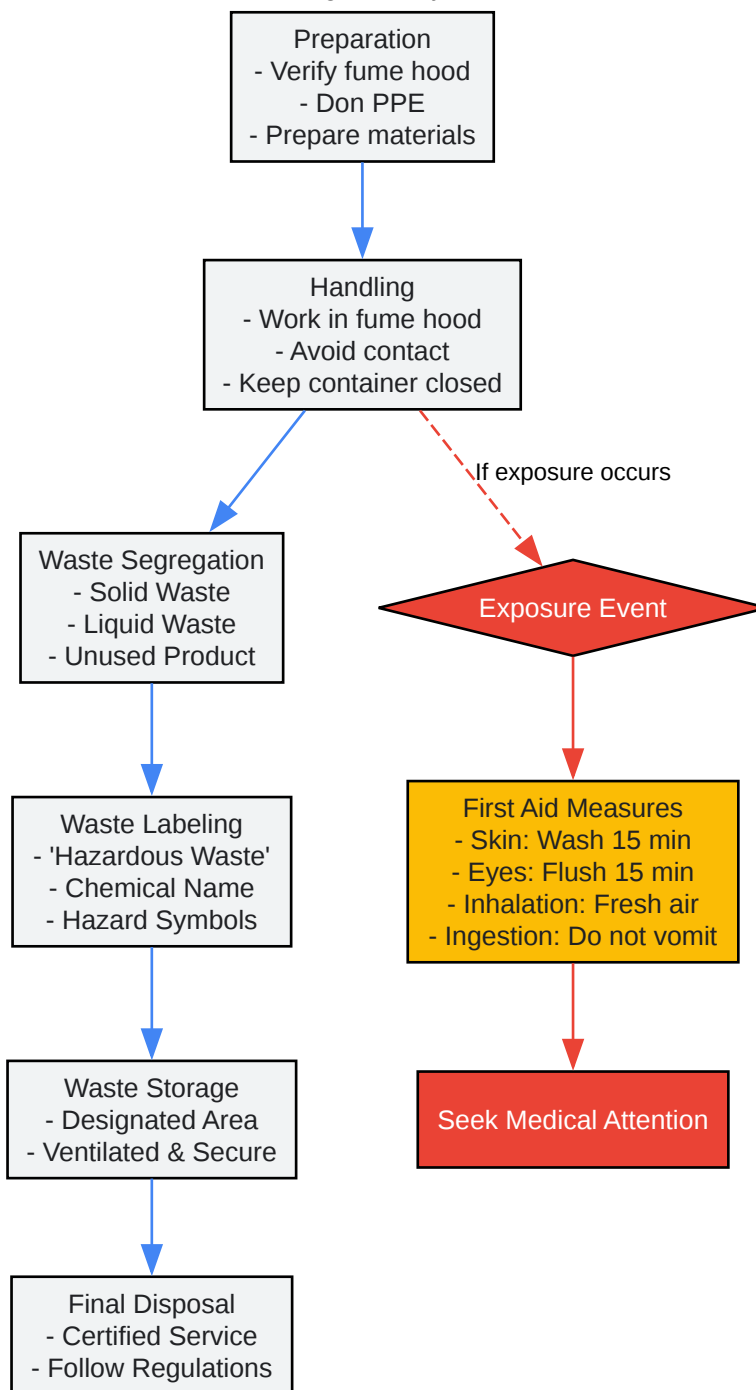 Preparation
- Verify fume hood
- Don PPE
- Prepare materials
Handling
- Work in fume hood
- Avoid contact
- Keep container closed
If exposure occurs
Waste Segregation
- Solid Waste
- Liquid Waste
- Unused Product
Exposure Event
Waste Labeling
- 'Hazardous Waste'
- Chemical Name
- Hazard Symbols
First Aid Measures
- Skin: Wash 15 min
- Eyes: Flush 15 min
- Inhalation: Fresh air
- Ingestion: Do not vomit
Waste Storage
- Designated Area
- Ventilated & Secure
Seek Medical Attention
Final Disposal
- Certified Service
- Follow Regulations